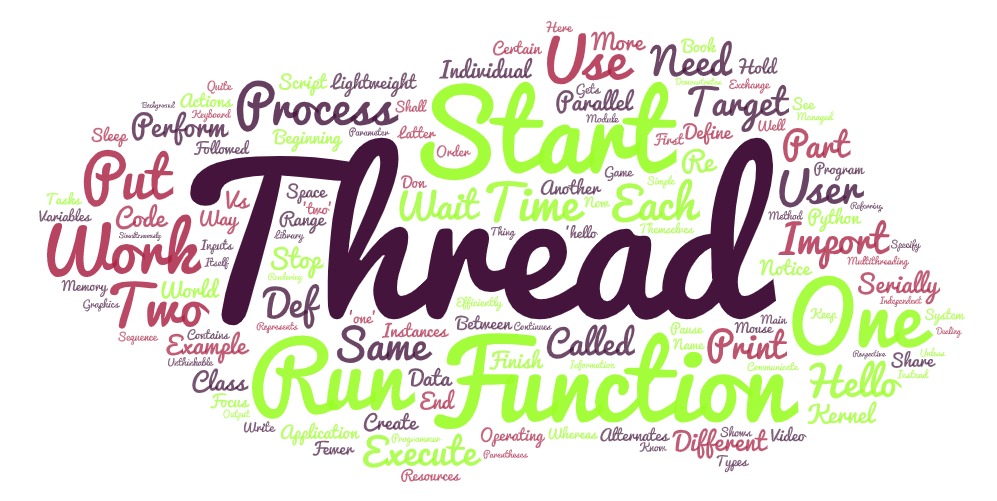 Here
Certain
Use
More
Need
Book
Individual
Hold
Demonstrates
Exchange
Quite
Script
Lightweight
Gets
Parallel
Target
See
Managed
Background
Actions
Keyboard
Process
Shall
Start
Module
Sleep
Perform
Beginning
Parameter
Latter
First
Define
Well
Part
Followed
Order
Re
Game
Simple
Program
Put
Thread
Don
Another
User
Tasks
Vs
Space
'two'
Wait
Time
New
Each
Referring
Variables
Code
Way
Range
Themselves
Method
Python
Simultaneously
Library
Thing
'hello
Work
Inputs
Itself
Stop
Import
Specify
Multithreading
Notice
Memory
World
Rendering
Serially
Graphics
Two
Def
Efficiently
One
Keep
Independent
System
Sequence
Represents
'one'
Instances
Between
Continues
Main
Mouse
Pause
Dueling
Contains
Example
Unthinkable
Same
Called
Name
Print
Finish
Information
Communicate
Respective
Unless
Share
Instead
Class
Run
Data
Function
Hello
Focus
Output
End
Kernel
Write
Create
Application
Programmer
Operating
Whereas
Alternates
Know
Different
Shown
Video
Fewer
Execute
Parentheses
Types
Resources